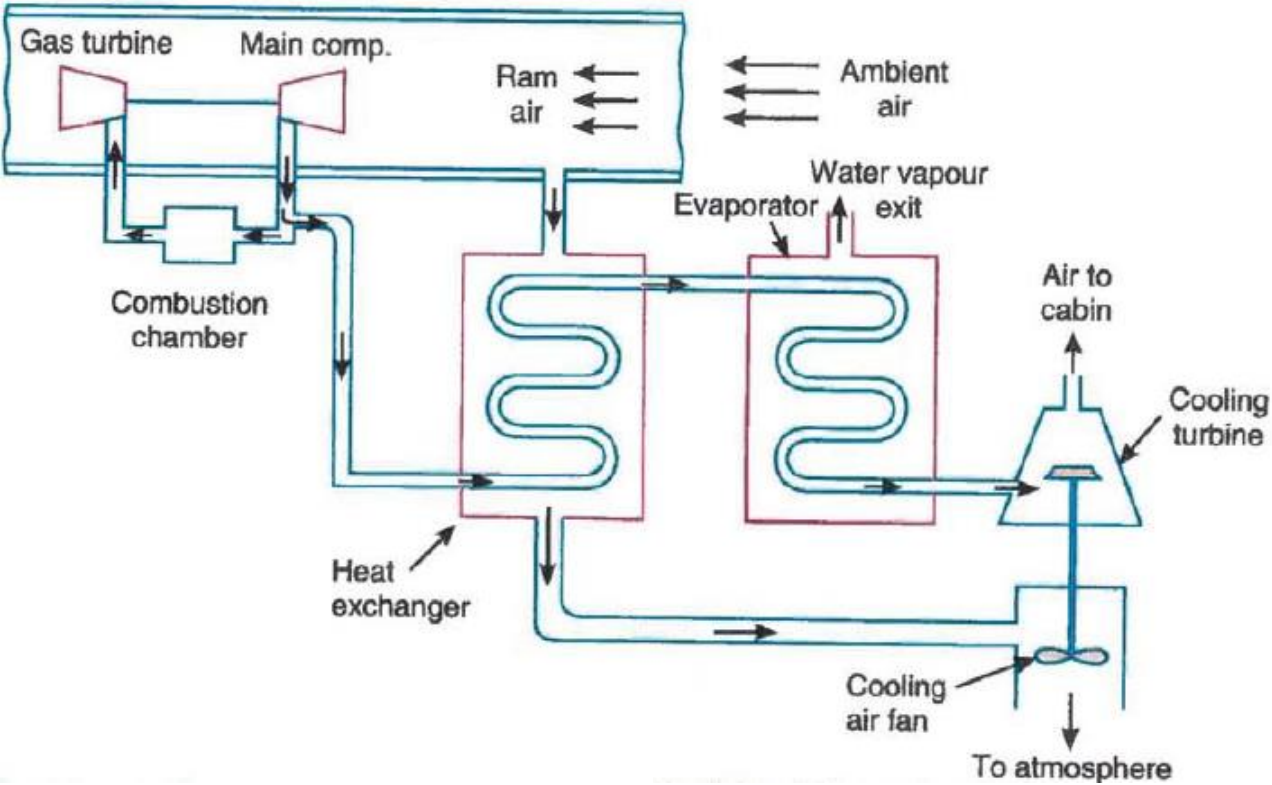 Gas turbine
Main comp.
Ram
air
Ambient
air
Water vapour
exit
Evaporator
Combustion
chamber
Air to
cabin
Cooling
turbine
Heat
exchanger
Cooling
air fan
To atmosphere